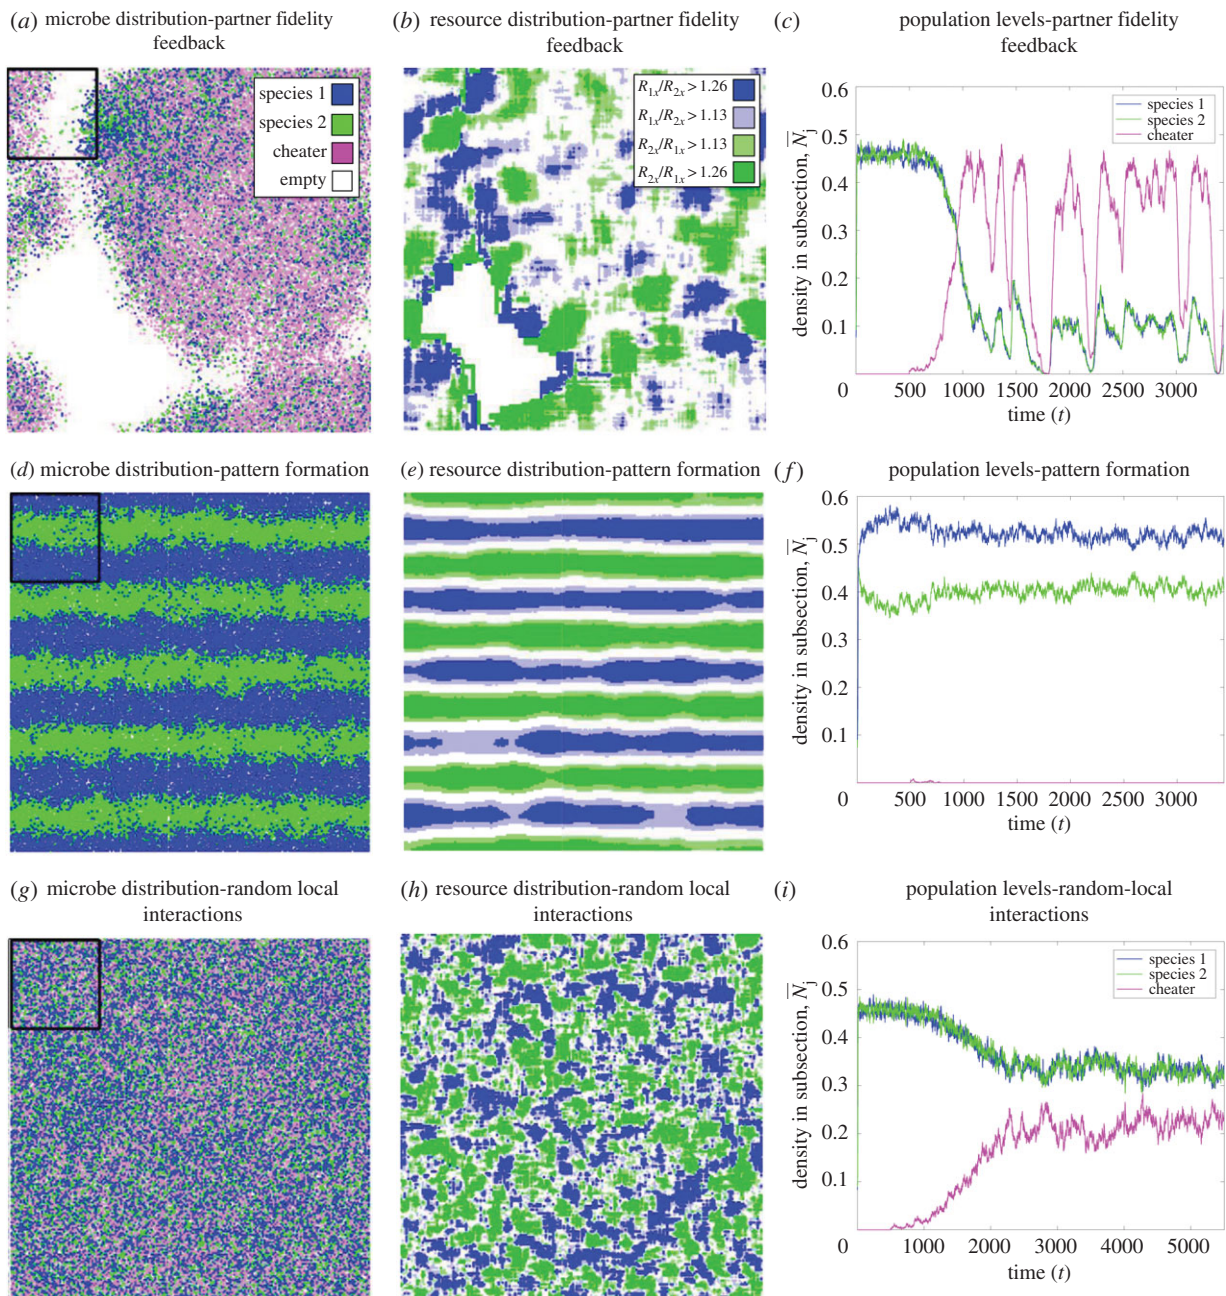 (a) microbe distribution-partner fidelity
feedback
species 1
species 2
cheater
empty
(b) resource distribution-partner fidelity
feedback
R1x/R2x > 1.26
R1x/R2x > 1.13
R2x/R1x > 1.13
R2x/R1x > 1.26
(c) population levels-partner fidelity
feedback
0.6
0.5
0.4
0.3
0.2
0.1
density in subsection, N̅j
species 1
species 2
cheater
0 500 1000 1500 2000 2500 3000
time (t)
(d) microbe distribution-pattern formation
(e) resource distribution-pattern formation
(f) population levels-pattern formation
0.6
0.5
0.4
0.3
0.2
0.1
density in subsection, N̅j
0 500 1000 1500 2000 2500 3000
time (t)
(g) microbe distribution-random local
interactions
(h) resource distribution-random local
interactions
(i) population levels-random-local
interactions
0.6
0.5
0.4
0.3
0.2
0.1
density in subsection, N̅j
species 1
species 2
cheater
0 1000 2000 3000 4000 5000
time (t)